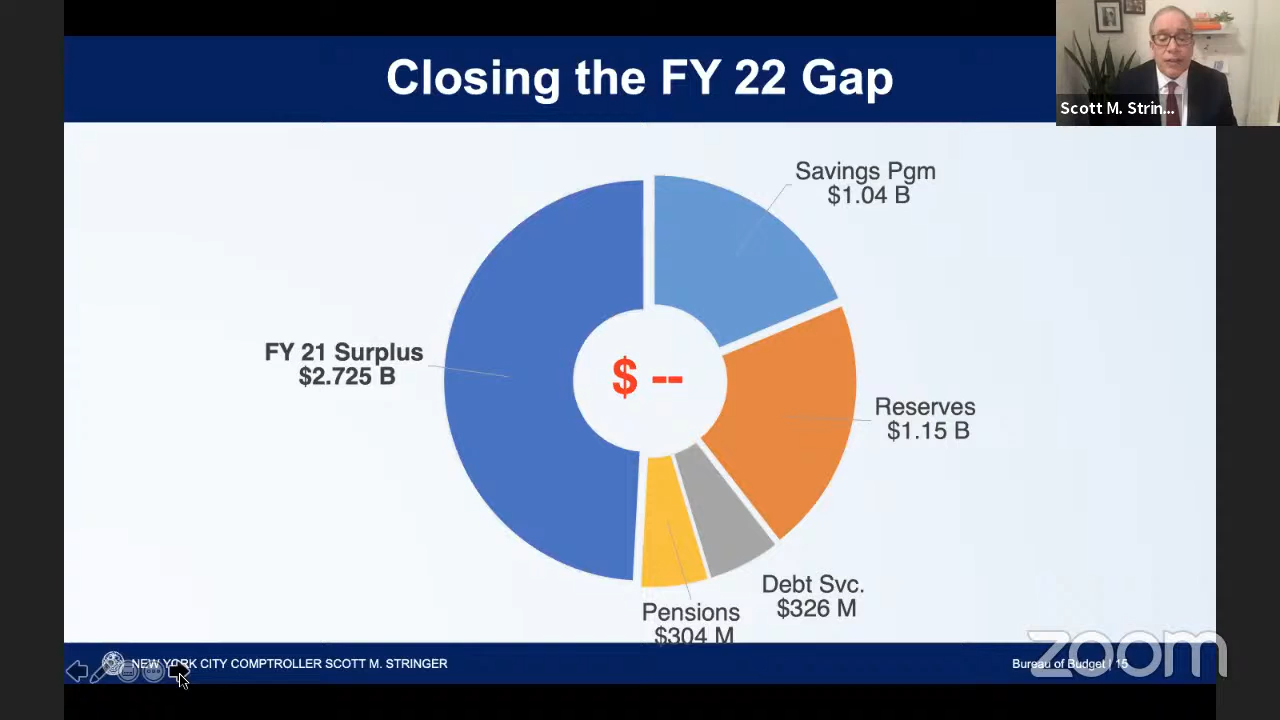 Closing the FY 22 Gap
Scott M. Strin...
Savings Pgm
$1.04 B
FY 21 Surplus
$2.725 B
$ --
Reserves
$1.15 B
Debt Svc.
$326 M
Pensions
$304 M
NEW YORK CITY COMPTROLLER SCOTT M. STRINGER
Bureau of Budget | 15
zoom